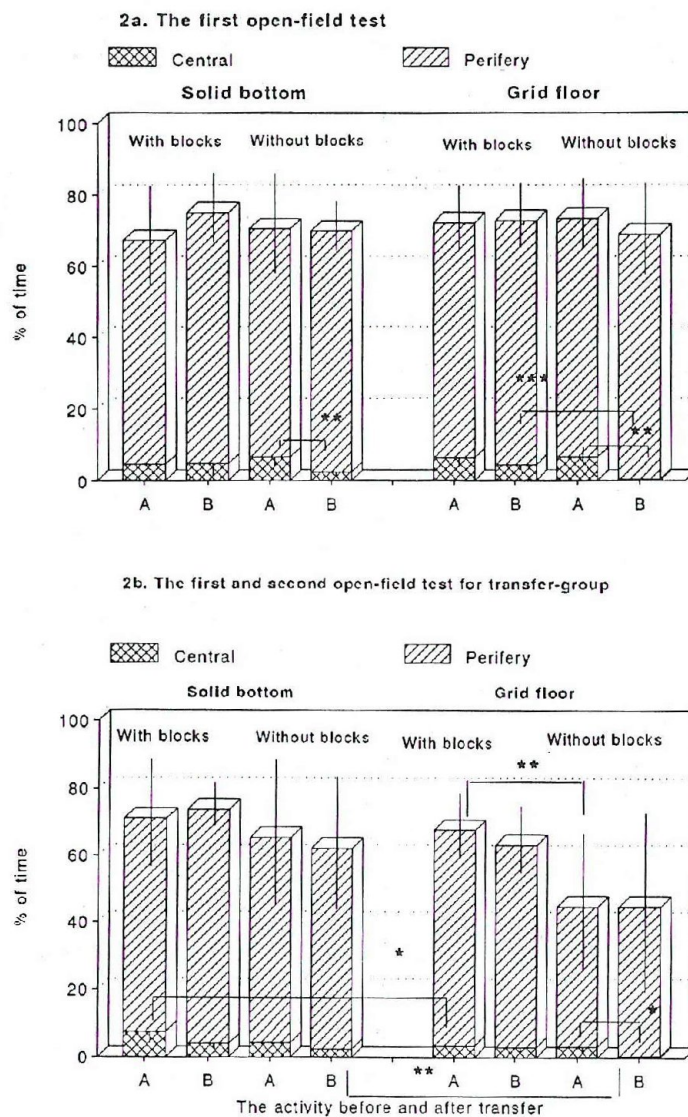 2a. The first open-field test
Central Perifery
Solid bottom Grid floor
With blocks Without blocks With blocks Without blocks
100
80
60
40
20
0
% of time
***
**
**
A B A B A B A B
2b. The first and second open-field test for transfer-group
Central Perifery
Solid bottom Grid floor
With blocks Without blocks With blocks Without blocks
100
80
60
40
20
0
% of time
**
*
*
A B A B A B A B
**
The activity before and after transfer